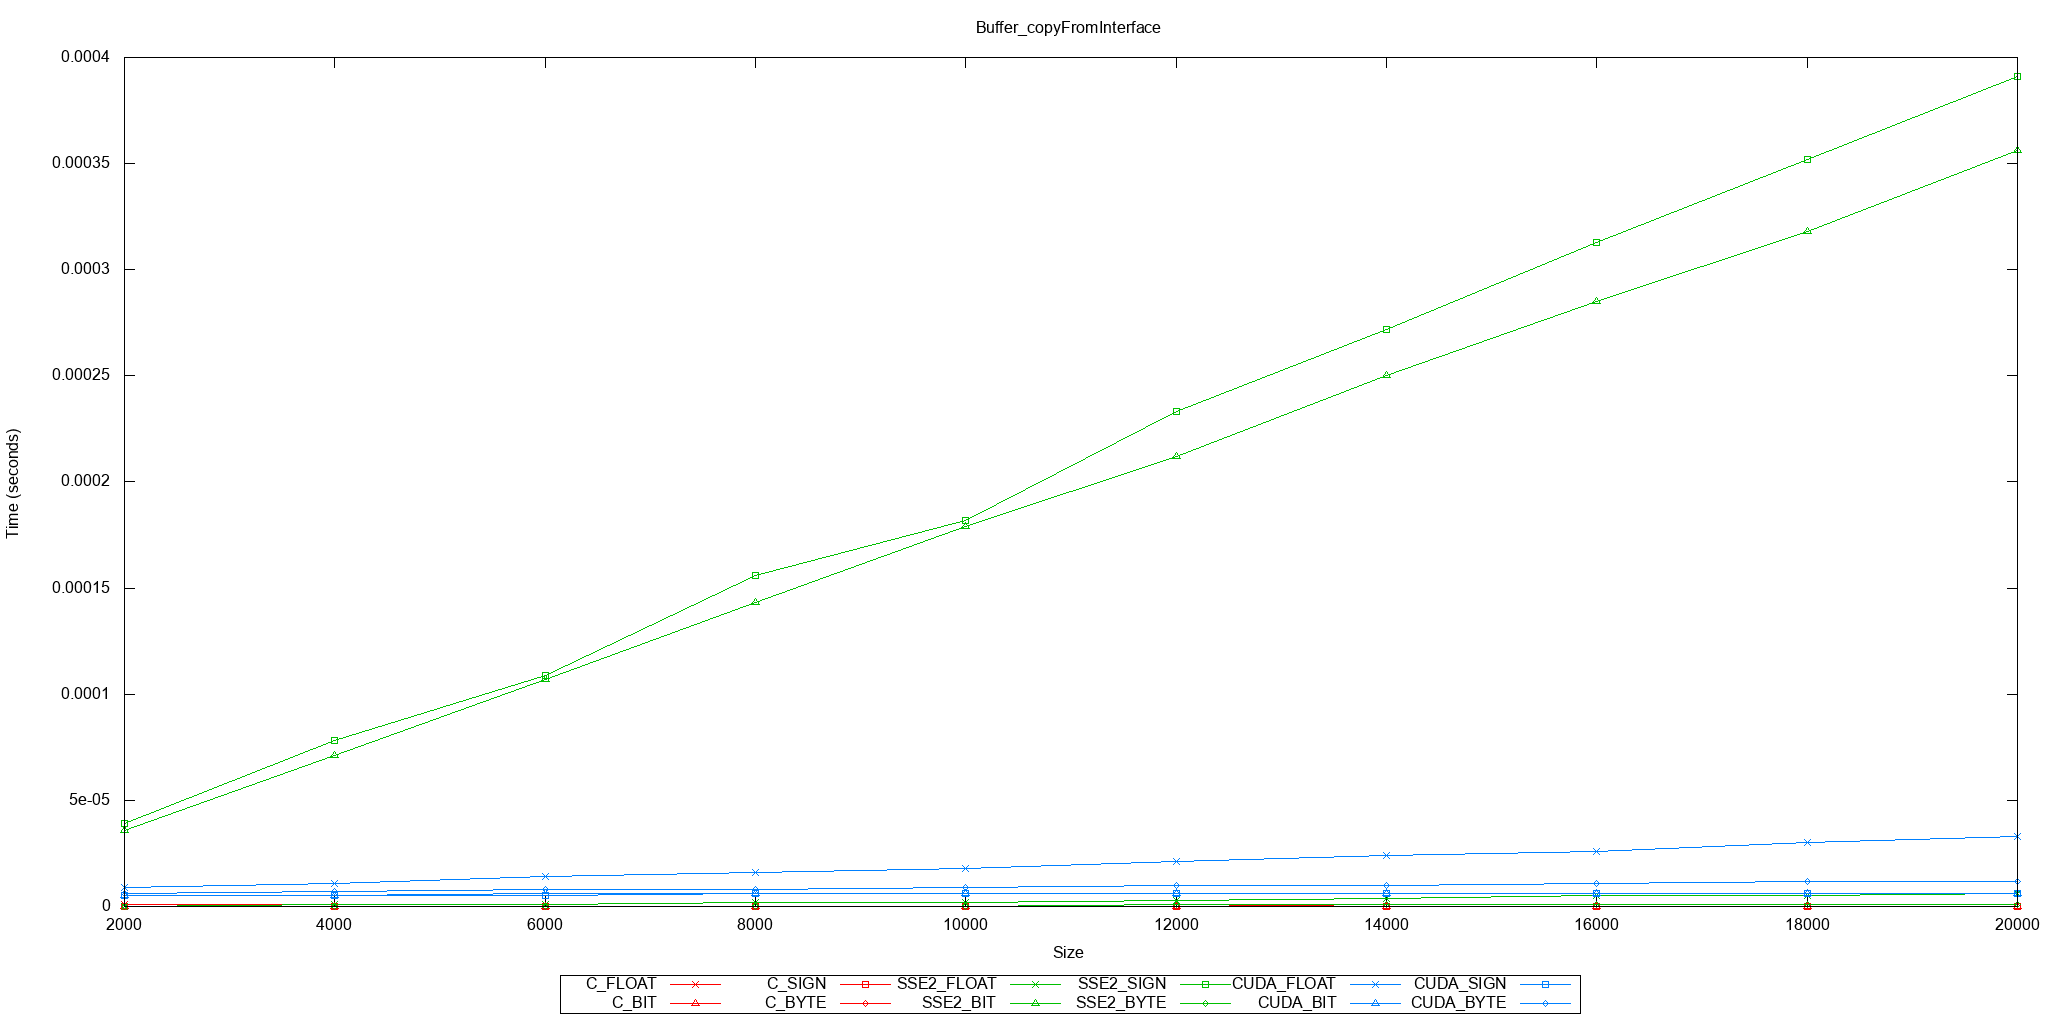 Buffer_copyFromInterface
0.0004
0.00035
0.0003
0.00025
0.0002
0.00015
0.0001
5e-05
0
Time (seconds)
2000 4000 6000 8000 10000 12000 14000 16000 18000 20000
Size
C_FLOAT C_SIGN SSE2_FLOAT SSE2_SIGN CUDA_FLOAT CUDA_SIGN
C_BIT C_BYTE SSE2_BIT SSE2_BYTE CUDA_BIT CUDA_BYTE